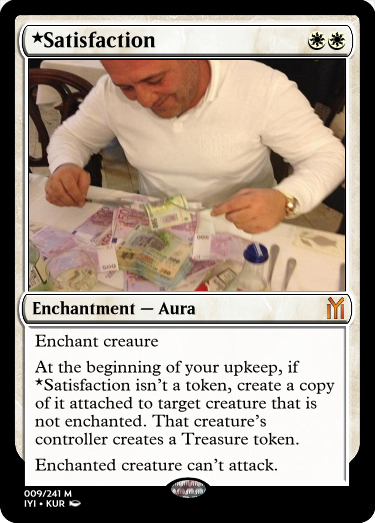 *Satisfaction
Enchantment — Aura
Enchant creaure
At the beginning of your upkeep, if
*Satisfaction isn't a token, create a copy
of it attached to target creature that is
not enchanted. That creature's
controller creates a Treasure token.
Enchanted creature can't attack.
009/241 M
IYI • KUR